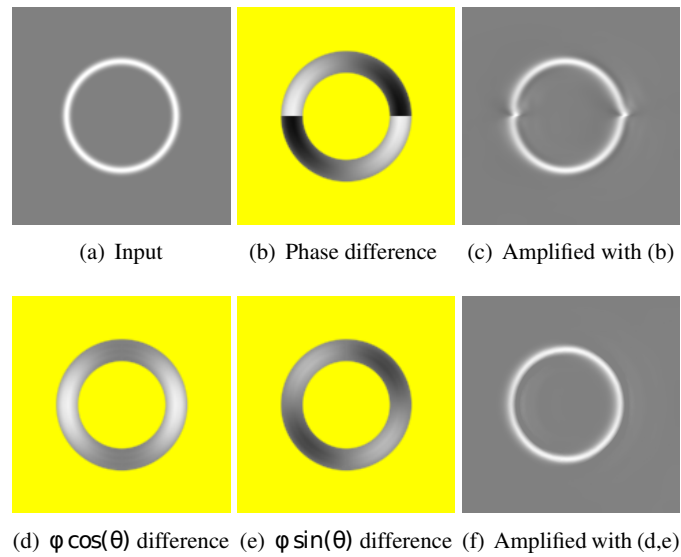 (a) Input (b) Phase difference (c) Amplified with (b)
(d) φ cos(θ) difference (e) φ sin(θ) difference (f) Amplified with (d,e)